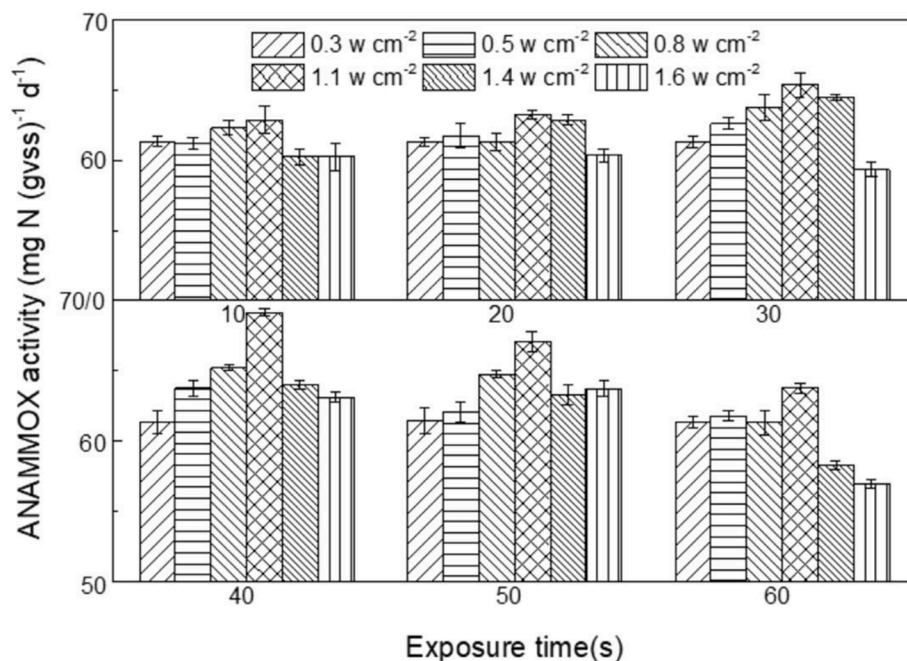 70
0.3 w cm⁻² 0.5 w cm⁻² 0.8 w cm⁻²
1.1 w cm⁻² 1.4 w cm⁻² 1.6 w cm⁻²
60
70/0
10 20 30
60
50
40 50 60
ANAMMOX activity (mg N (gvss)⁻¹ d⁻¹)
Exposure time(s)